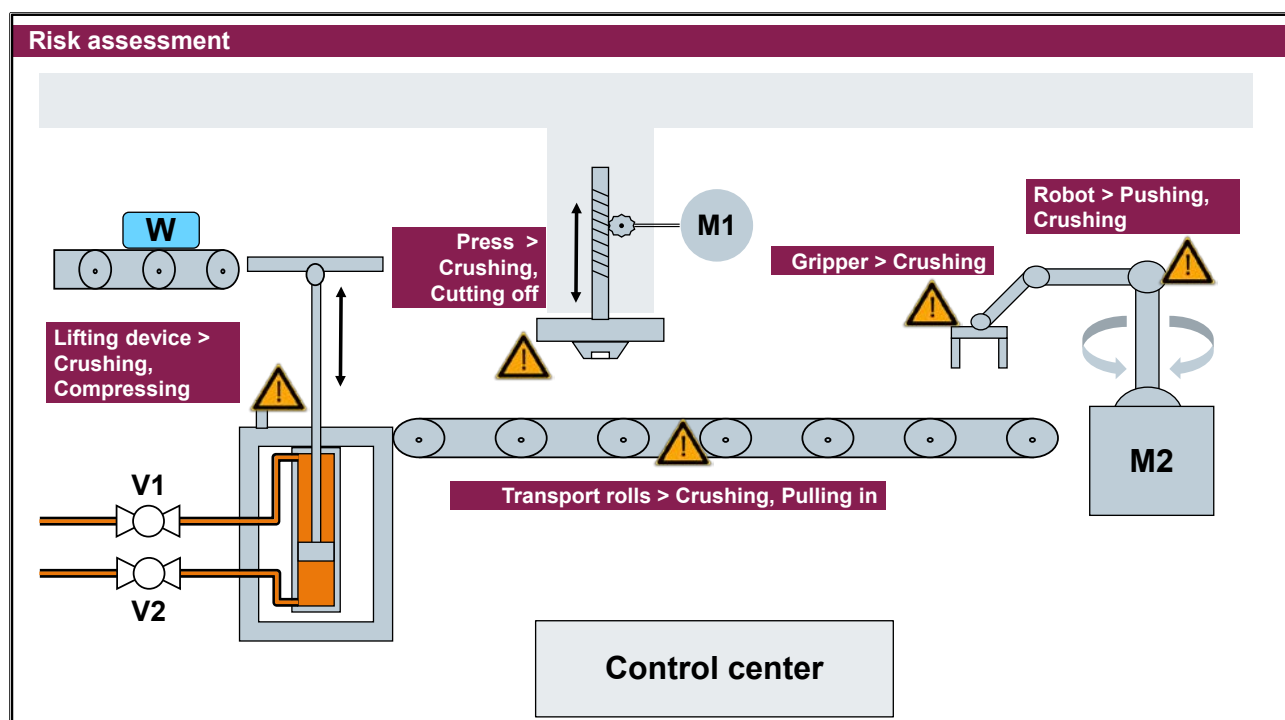 Risk assessment
W
Press >
Crushing,
Cutting off
M1
Robot > Pushing,
Crushing
Gripper > Crushing
Lifting device >
Crushing,
Compressing
M2
Transport rolls > Crushing, Pulling in
V1
V2
Control center